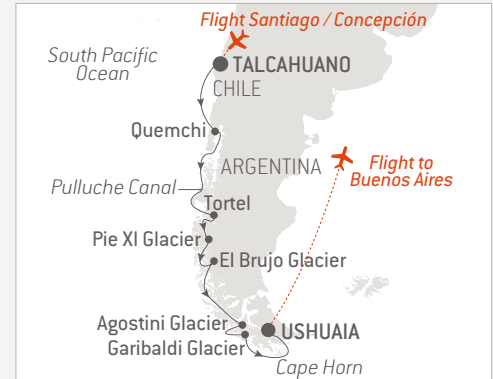 Flight Santiago / Concepción
South Pacific
Ocean
TALCAHUANO
CHILE
Quemchi
ARGENTINA
Flight to
Buenos Aires
Pulluche Canal
Tortel
Pie XI Glacier
El Brujo Glacier
Agostini Glacier
USHUAIA
Garibaldi Glacier
Cape Horn